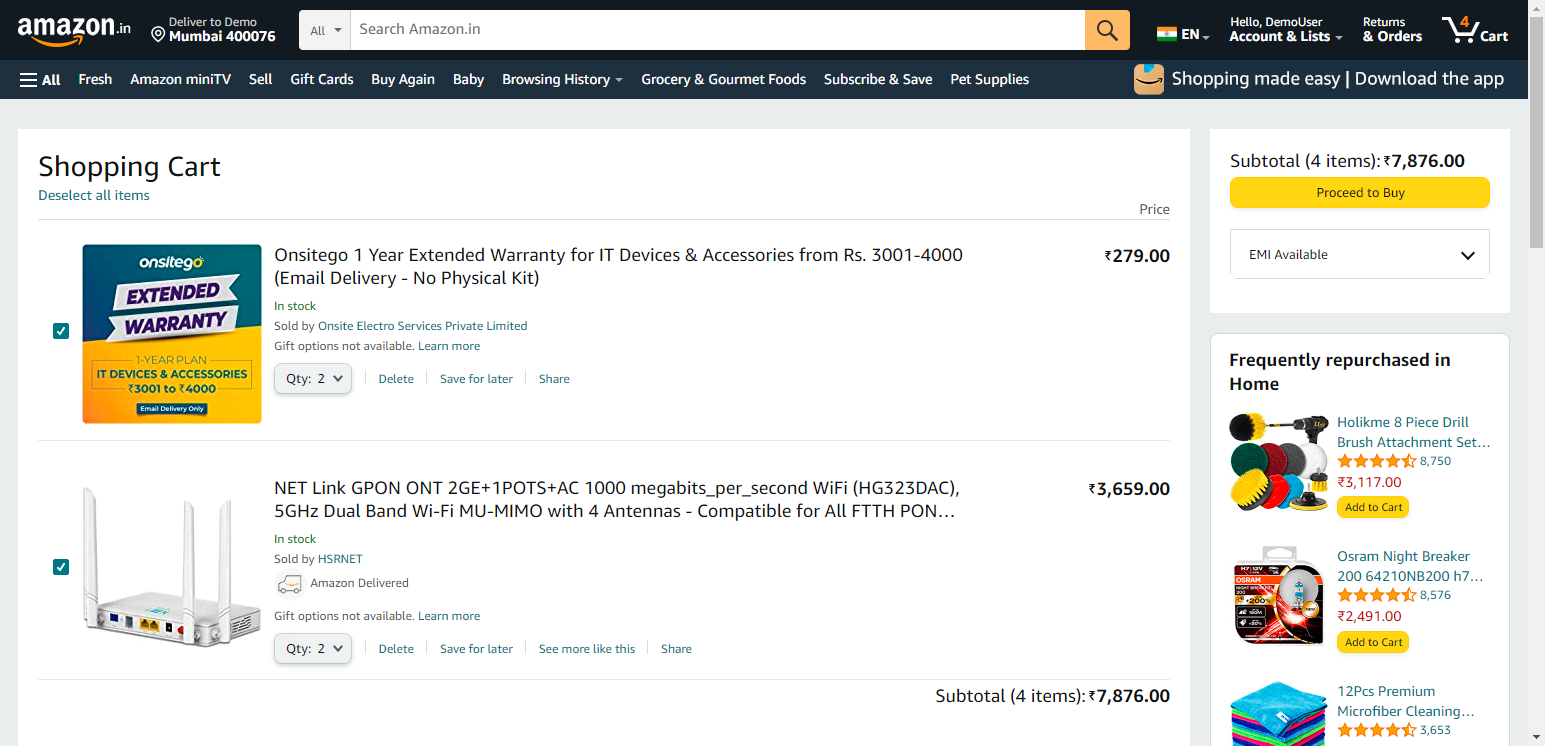 amazon.in
Deliver to Demo
Mumbai 400076
All
Search Amazon.in
EN
Hello, DemoUser
Account & Lists
Returns
& Orders
4
Cart
All
Fresh
Amazon miniTV
Sell
Gift Cards
Buy Again
Baby
Browsing History
Grocery & Gourmet Foods
Subscribe & Save
Pet Supplies
Shopping made easy | Download the app
Shopping Cart
Deselect all items
Price
onsitego
EXTENDED
WARRANTY
1-YEAR PLAN
IT DEVICES & ACCESSORIES
₹3001 to ₹4000
Email Delivery Only
Onsitego 1 Year Extended Warranty for IT Devices & Accessories from Rs. 3001-4000
(Email Delivery - No Physical Kit)
₹279.00
In stock
Sold by Onsite Electro Services Private Limited
Gift options not available. Learn more
Qty: 2
Delete
Save for later
Share
NET Link GPON ONT 2GE+1POTS+AC 1000 megabits_per_second WiFi (HG323DAC),
5GHz Dual Band Wi-Fi MU-MIMO with 4 Antennas - Compatible for All FTTH PON…
₹3,659.00
In stock
Sold by HSRNET
Amazon Delivered
Gift options not available. Learn more
Qty: 2
Delete
Save for later
See more like this
Share
Subtotal (4 items): ₹7,876.00
Subtotal (4 items): ₹7,876.00
Proceed to Buy
EMI Available
Frequently repurchased in
Home
Holikme 8 Piece Drill
Brush Attachment Set…
8,750
₹3,117.00
Add to Cart
H7 12V
OSRAM
NIGHT BREAKER
200
+200%
Osram Night Breaker
200 64210NB200 h7…
8,576
₹2,491.00
Add to Cart
12Pcs Premium
Microfiber Cleaning…
3,653